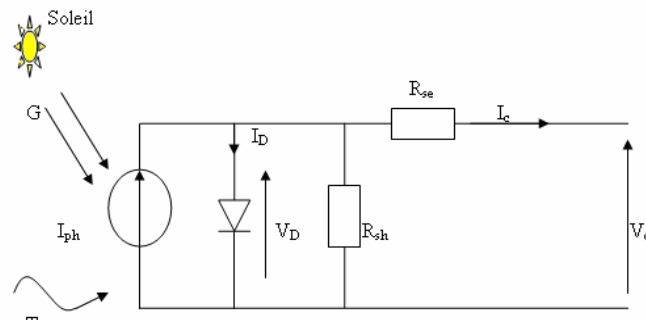 Soleil
G
R_se
I_c
I_D
I_ph
V_D
R_sh